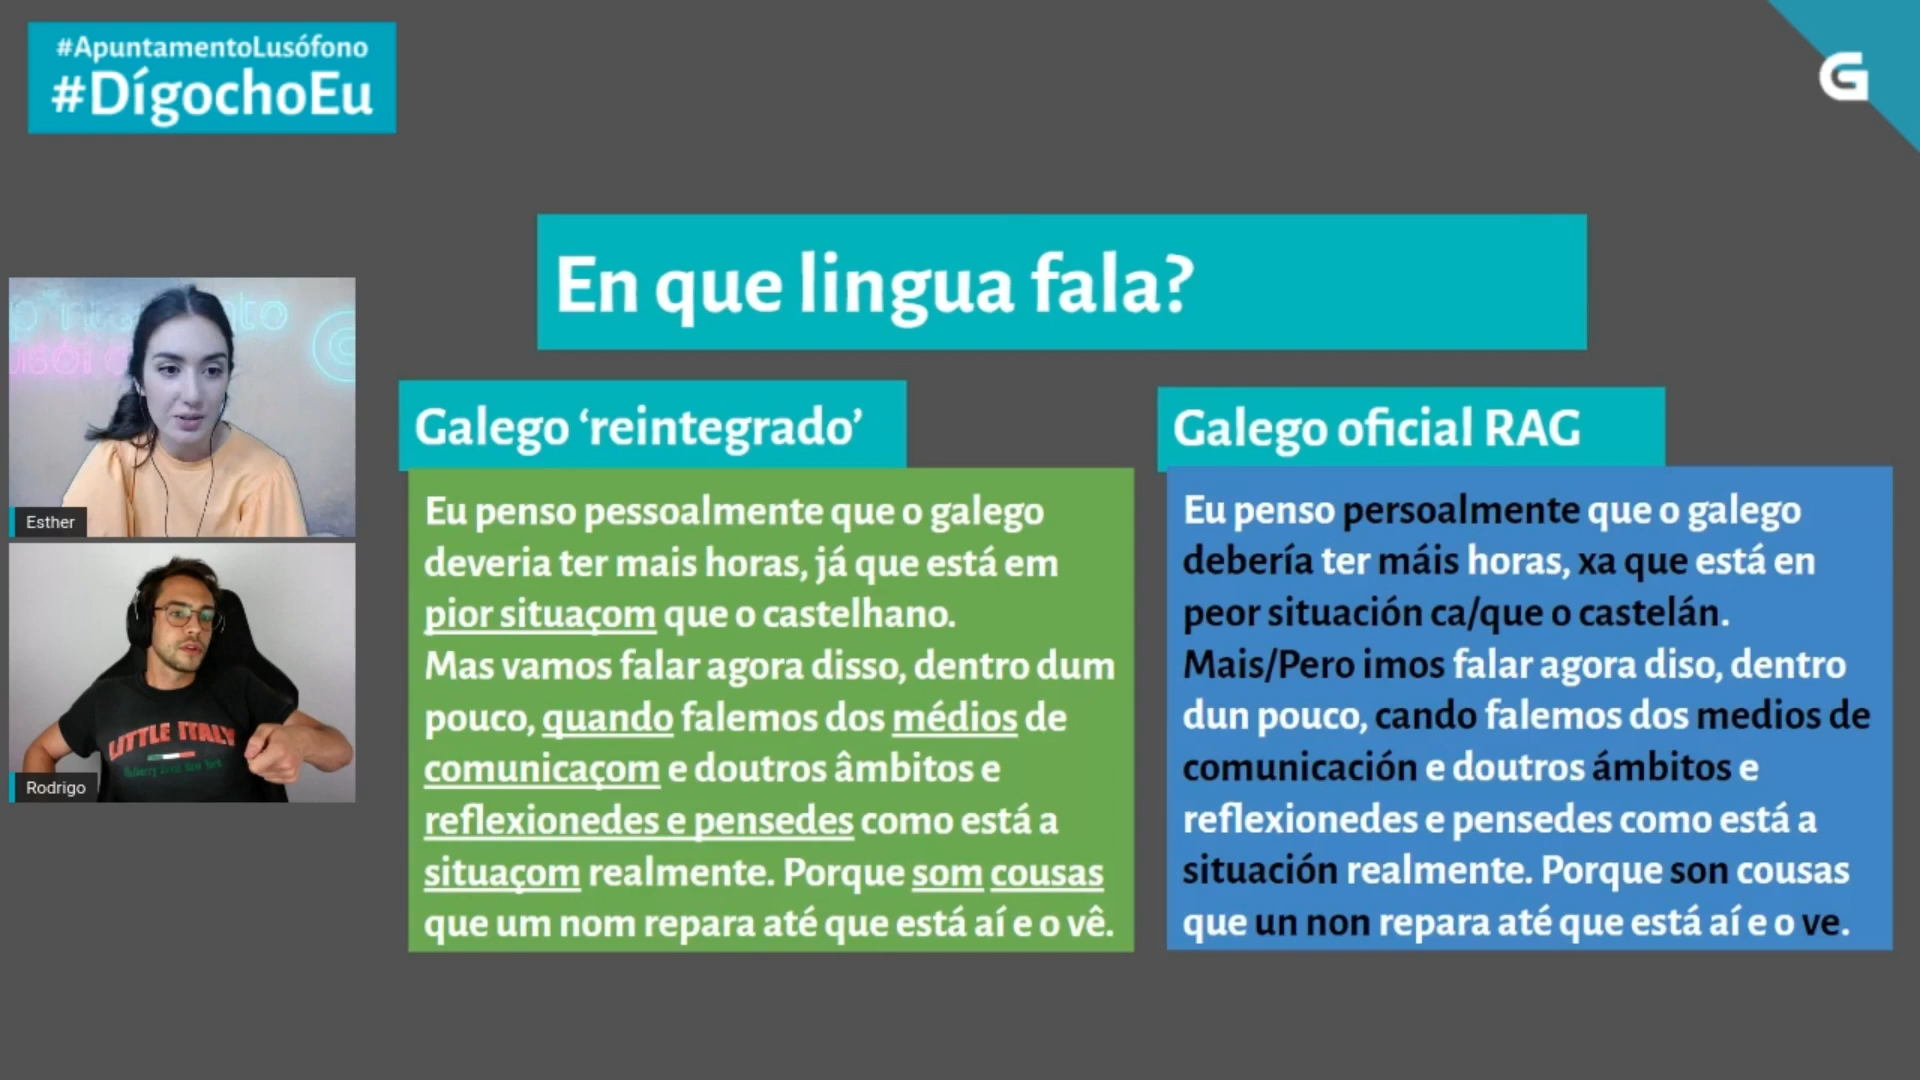 #ApuntamentoLusófono
#DígochoEu
G
En que lingua fala?
Galego ‘reintegrado’
Eu penso pessoalmente que o galego
deveria ter mais horas, já que está em
pior situaçom que o castelhano.
Mas vamos falar agora disso, dentro dum
pouco, quando falemos dos médios de
comunicaçom e doutros âmbitos e
reflexionedes e pensedes como está a
situaçom realmente. Porque som cousas
que um nom repara até que está aí e o vê.
Galego oficial RAG
Eu penso persoalmente que o galego
debería ter máis horas, xa que está en
peor situación ca/que o castelán.
Mais/Pero imos falar agora diso, dentro
dun pouco, cando falemos dos medios de
comunicación e doutros ámbitos e
reflexionedes e pensedes como está a
situación realmente. Porque son cousas
que un non repara até que está aí e o ve.
Esther
LITTLE ITALY
Rodrigo